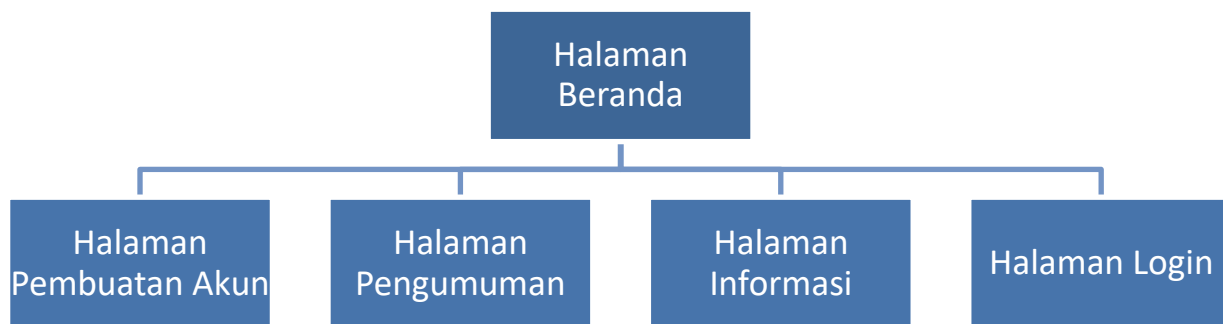 Halaman
Beranda
Halaman
Pembuatan Akun
Halaman
Pengumuman
Halaman
Informasi
Halaman Login